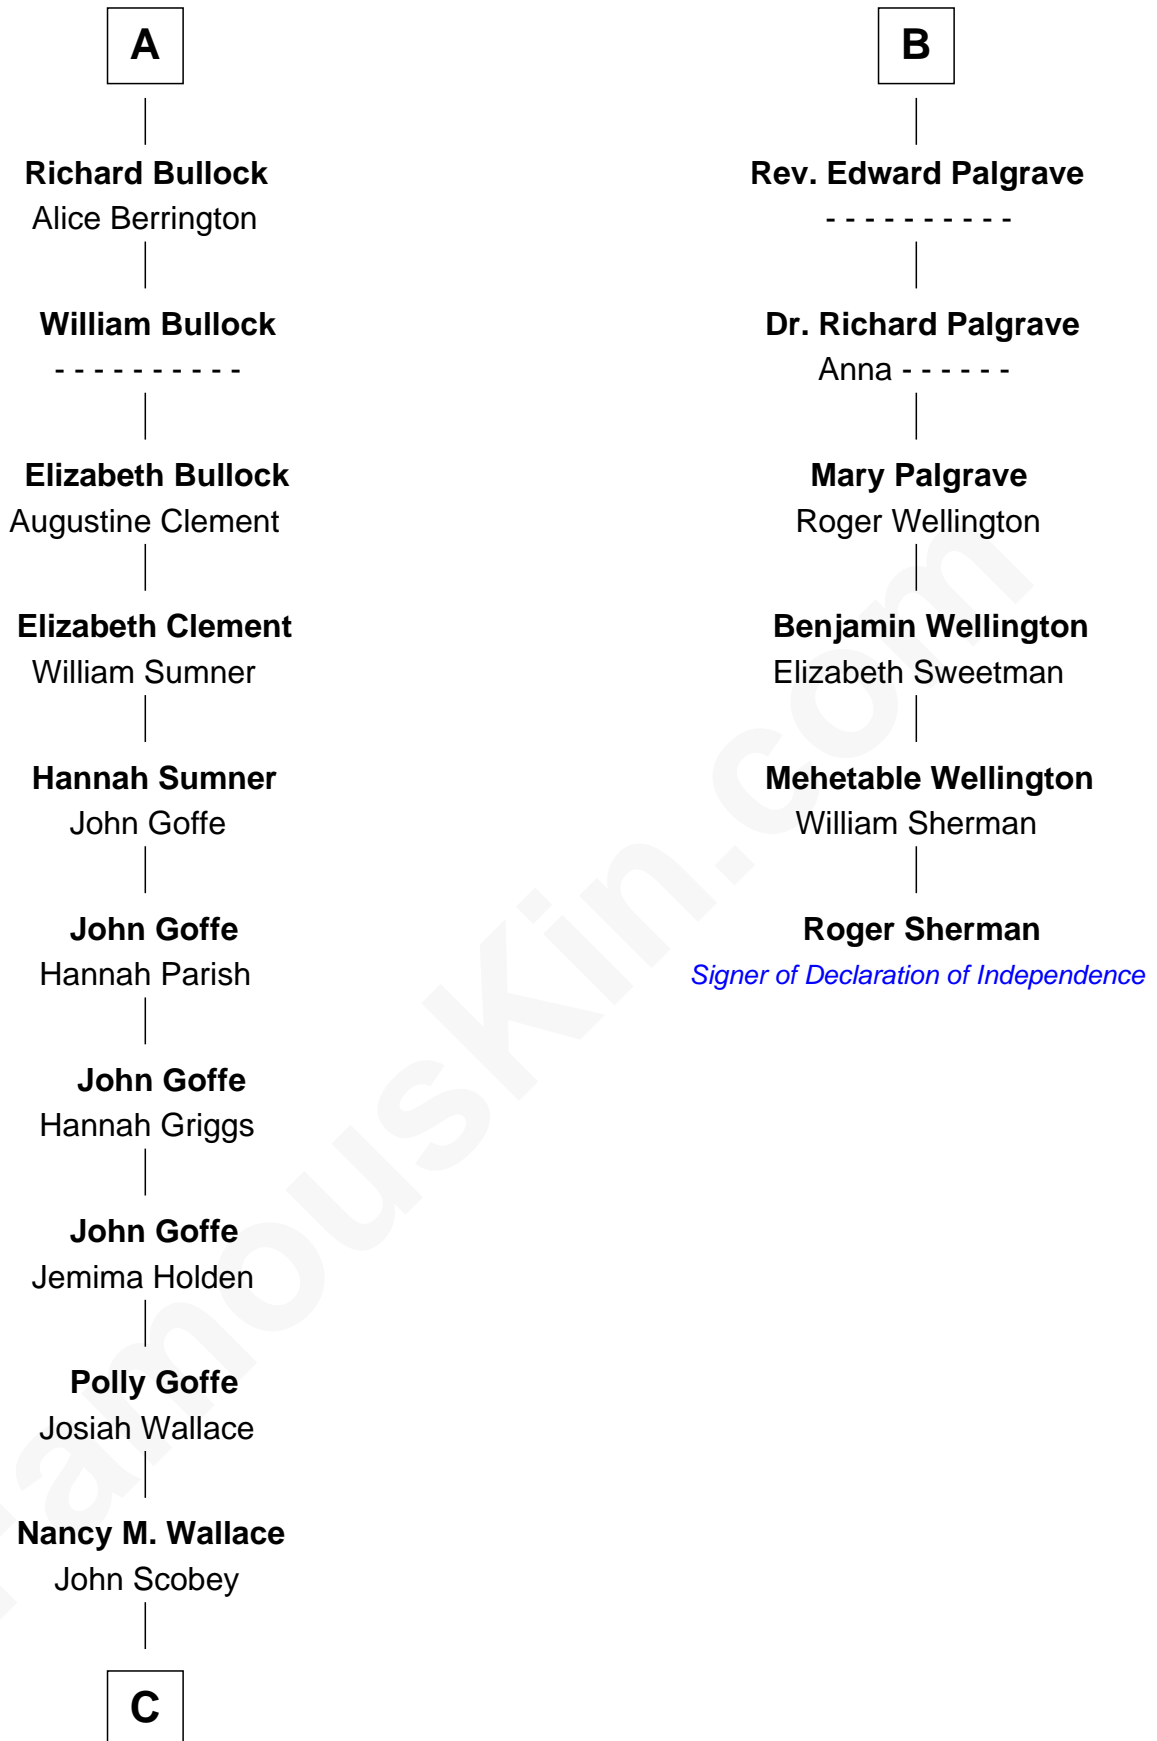 A
Richard Bullock
Alice Berrington
William Bullock
- - - - - - - - - -
Elizabeth Bullock
Augustine Clement
Elizabeth Clement
William Sumner
Hannah Sumner
John Goffe
John Goffe
Hannah Parish
John Goffe
Hannah Griggs
John Goffe
Jemima Holden
Polly Goffe
Josiah Wallace
Nancy M. Wallace
John Scobey
C
B
Rev. Edward Palgrave
- - - - - - - - - -
Dr. Richard Palgrave
Anna - - - - - -
Mary Palgrave
Roger Wellington
Benjamin Wellington
Elizabeth Sweetman
Mehetable Wellington
William Sherman
Roger Sherman
Signer of Declaration of Independence
FamousKin.com